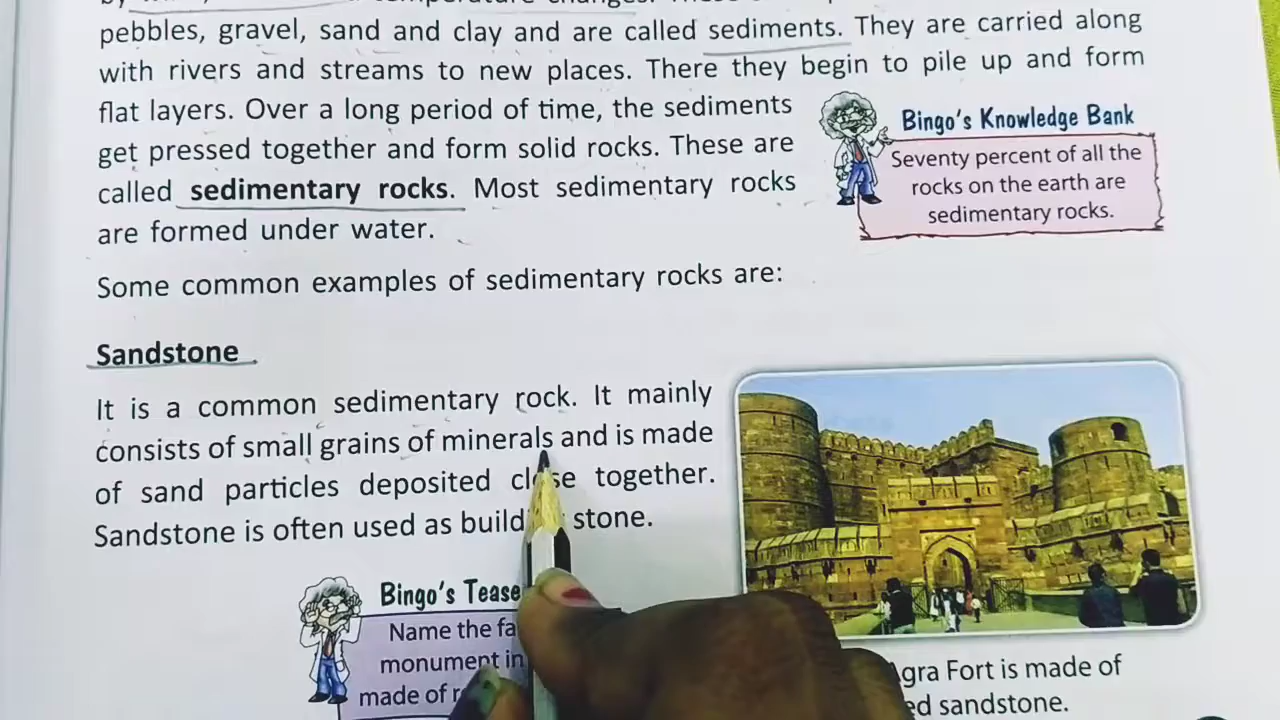 temperature changes.
pebbles, gravel, sand and clay and are called sediments. They are carried along
with rivers and streams to new places. There they begin to pile up and form
flat layers. Over a long period of time, the sediments
get pressed together and form solid rocks. These are
called sedimentary rocks. Most sedimentary rocks
are formed under water.
Bingo's Knowledge Bank
Seventy percent of all the
rocks on the earth are
sedimentary rocks.
Some common examples of sedimentary rocks are:
Sandstone
It is a common sedimentary rock. It mainly
consists of small grains of minerals and is made
of sand particles deposited close together.
Sandstone is often used as stone.
Bingo's
Name the
monument in
made of
Agra Fort is made of
sandstone.